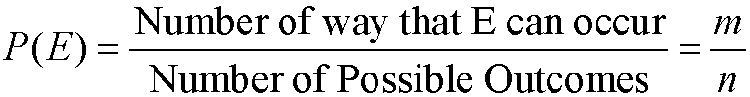 P(E) = Number of way that E can occur / Number of Possible Outcomes = m / n